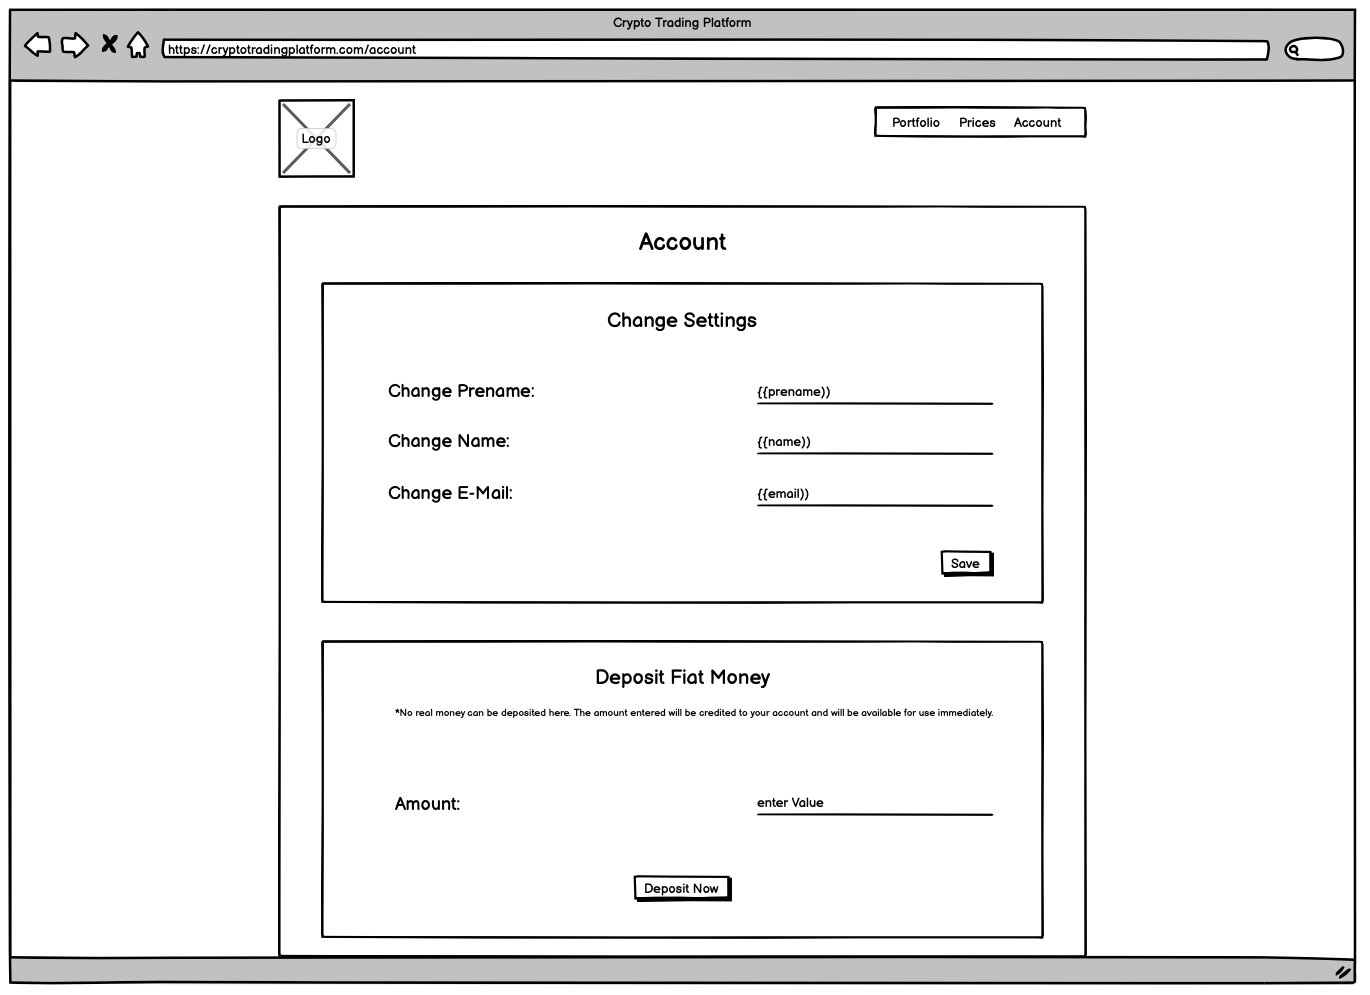 Crypto Trading Platform
https://cryptotradingplatform.com/account
Logo
Portfolio Prices Account
Account
Change Settings
Change Prename: {{prename}}
Change Name: {{name}}
Change E-Mail: {{email}}
Save
Deposit Fiat Money
*No real money can be deposited here. The amount entered will be credited to your account and will be available for use immediately.
Amount: enter Value
Deposit Now